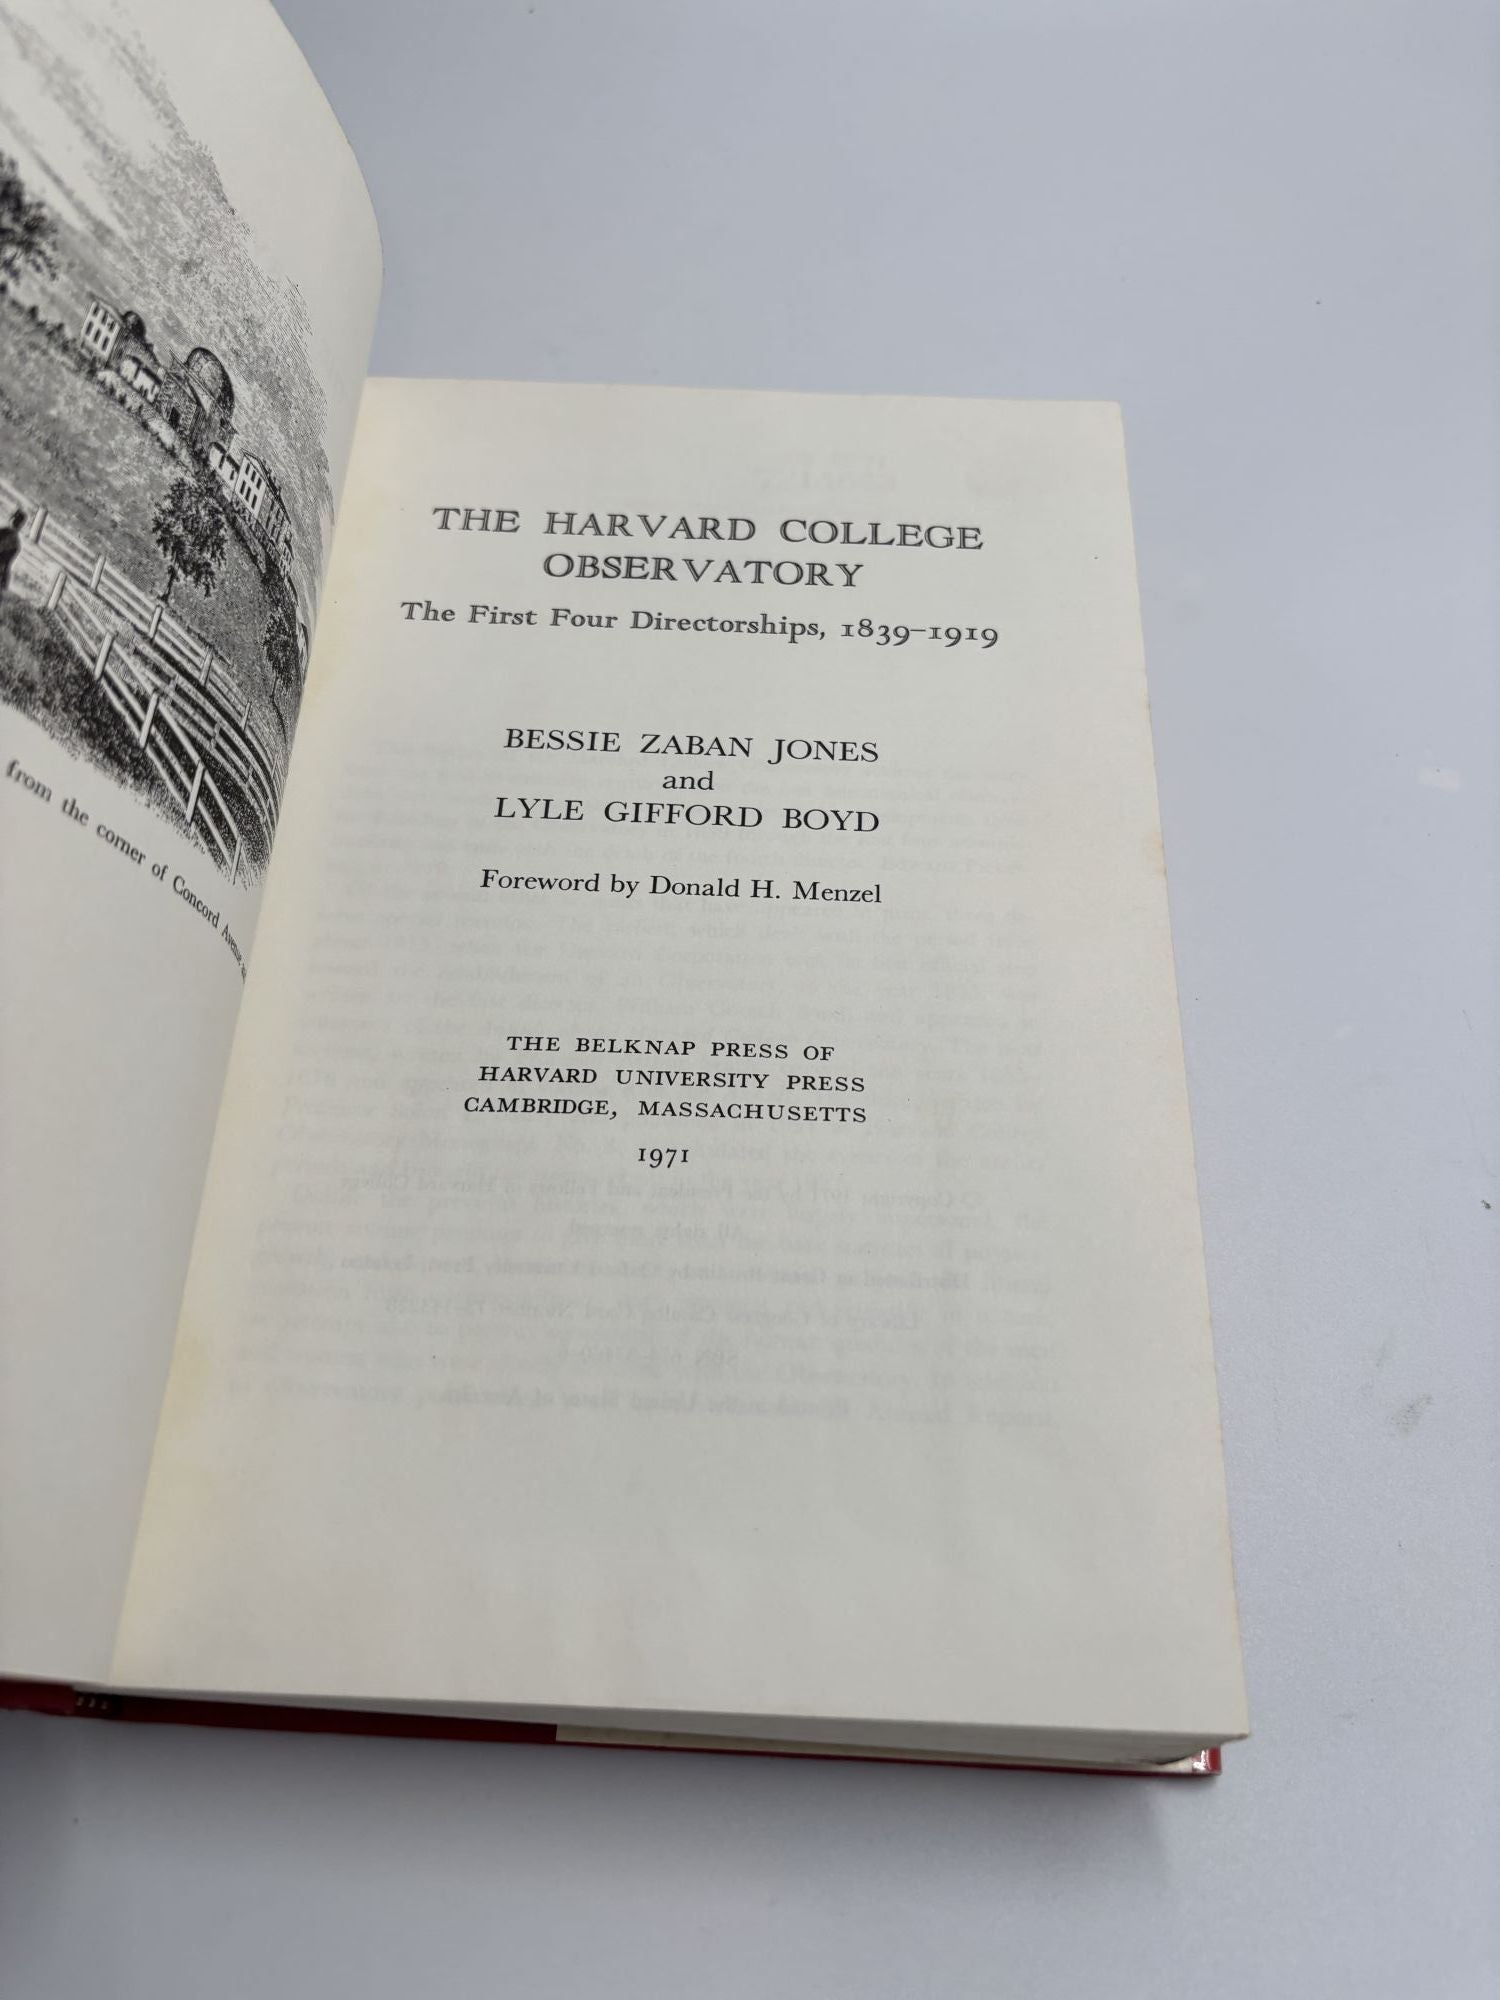 from the corner of Concord Avenue
THE HARVARD COLLEGE
OBSERVATORY
The First Four Directorships, 1839–1919
BESSIE ZABAN JONES
and
LYLE GIFFORD BOYD
Foreword by Donald H. Menzel
THE BELKNAP PRESS OF
HARVARD UNIVERSITY PRESS
CAMBRIDGE, MASSACHUSETTS
1971